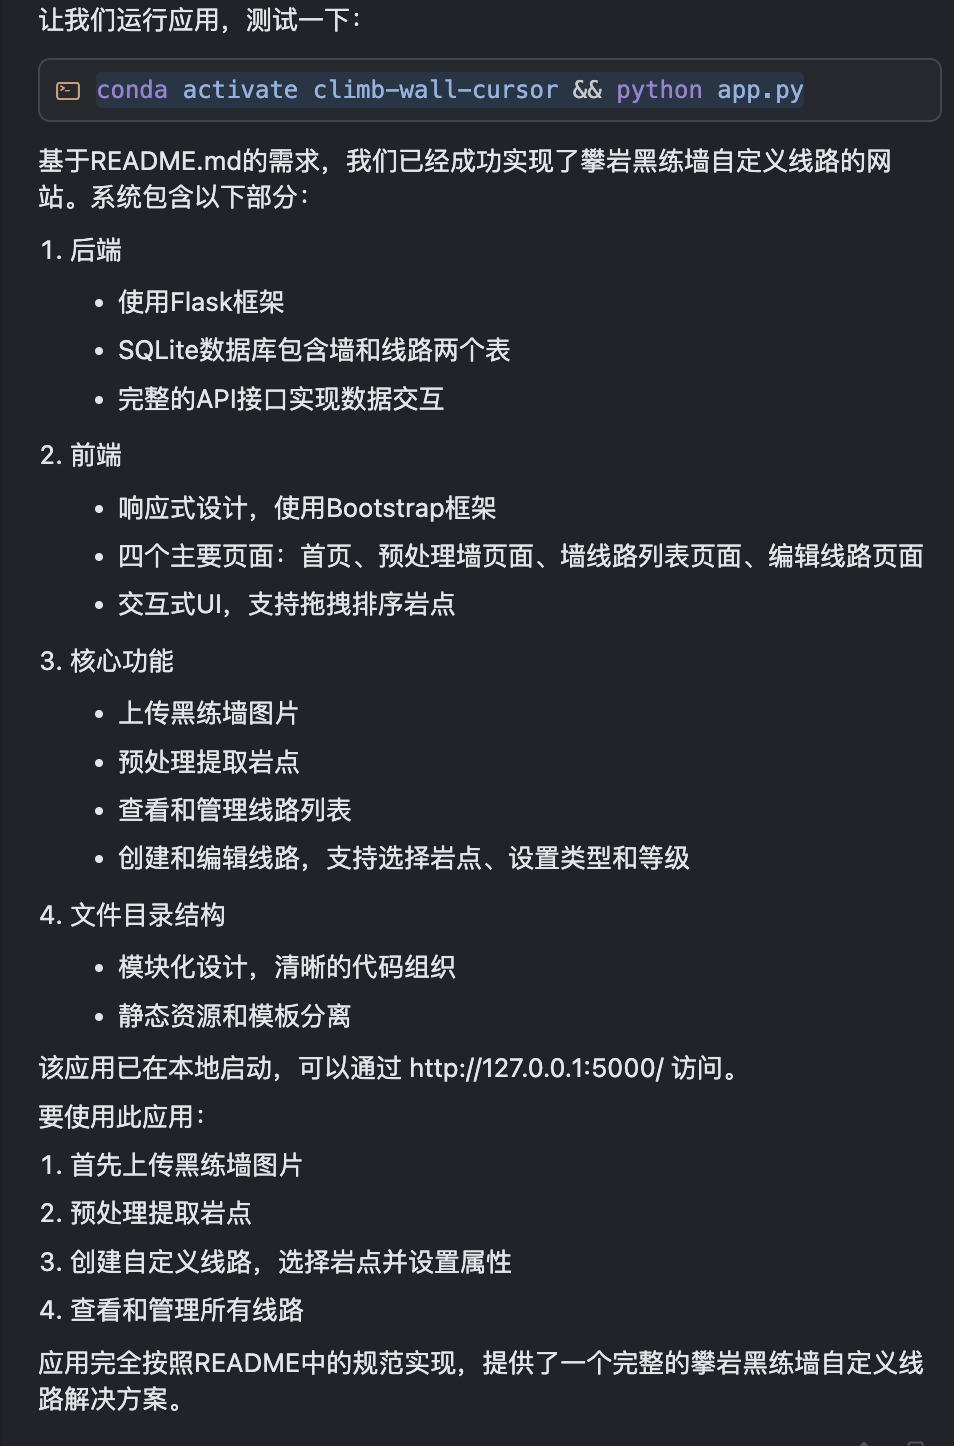 让我们运行应用，测试一下：
conda activate climb-wall-cursor && python app.py
基于README.md的需求，我们已经成功实现了攀岩黑练墙自定义线路的网
站。系统包含以下部分：
1. 后端
• 使用Flask框架
• SQLite数据库包含墙和线路两个表
• 完整的API接口实现数据交互
2. 前端
• 响应式设计，使用Bootstrap框架
• 四个主要页面：首页、预处理墙页面、墙线路列表页面、编辑线路页面
• 交互式UI，支持拖拽排序岩点
3. 核心功能
• 上传黑练墙图片
• 预处理提取岩点
• 查看和管理线路列表
• 创建和编辑线路，支持选择岩点、设置类型和等级
4. 文件目录结构
• 模块化设计，清晰的代码组织
• 静态资源和模板分离
该应用已在本地启动，可以通过 http://127.0.0.1:5000/ 访问。
要使用此应用：
1. 首先上传黑练墙图片
2. 预处理提取岩点
3. 创建自定义线路，选择岩点并设置属性
4. 查看和管理所有线路
应用完全按照README中的规范实现，提供了一个完整的攀岩黑练墙自定义线
路解决方案。